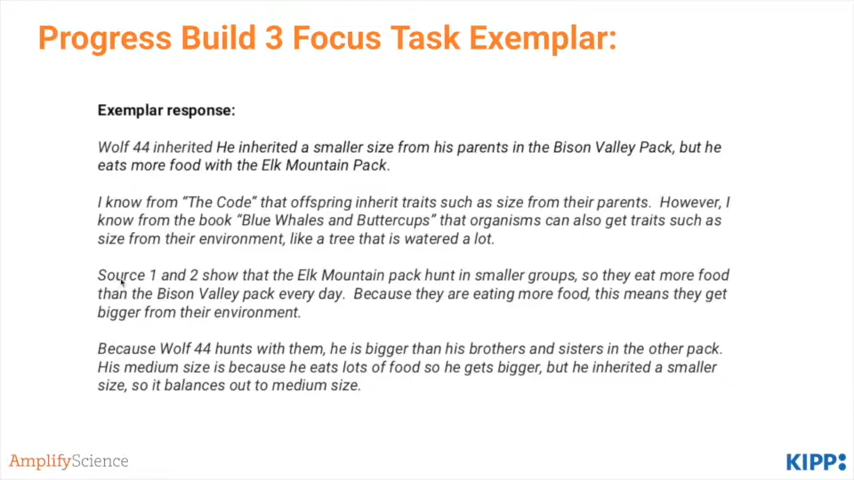 Progress Build 3 Focus Task Exemplar:
Exemplar response:
Wolf 44 inherited He inherited a smaller size from his parents in the Bison Valley Pack, but he
eats more food with the Elk Mountain Pack.
I know from “The Code” that offspring inherit traits such as size from their parents.  However, I
know from the book “Blue Whales and Buttercups” that organisms can also get traits such as
size from their environment, like a tree that is watered a lot.
Source 1 and 2 show that the Elk Mountain pack hunt in smaller groups, so they eat more food
than the Bison Valley pack every day.  Because they are eating more food, this means they get
bigger from their environment.
Because Wolf 44 hunts with them, he is bigger than his brothers and sisters in the other pack.
His medium size is because he eats lots of food so he gets bigger, but he inherited a smaller
size, so it balances out to medium size.
AmplifyScience
KIPP: